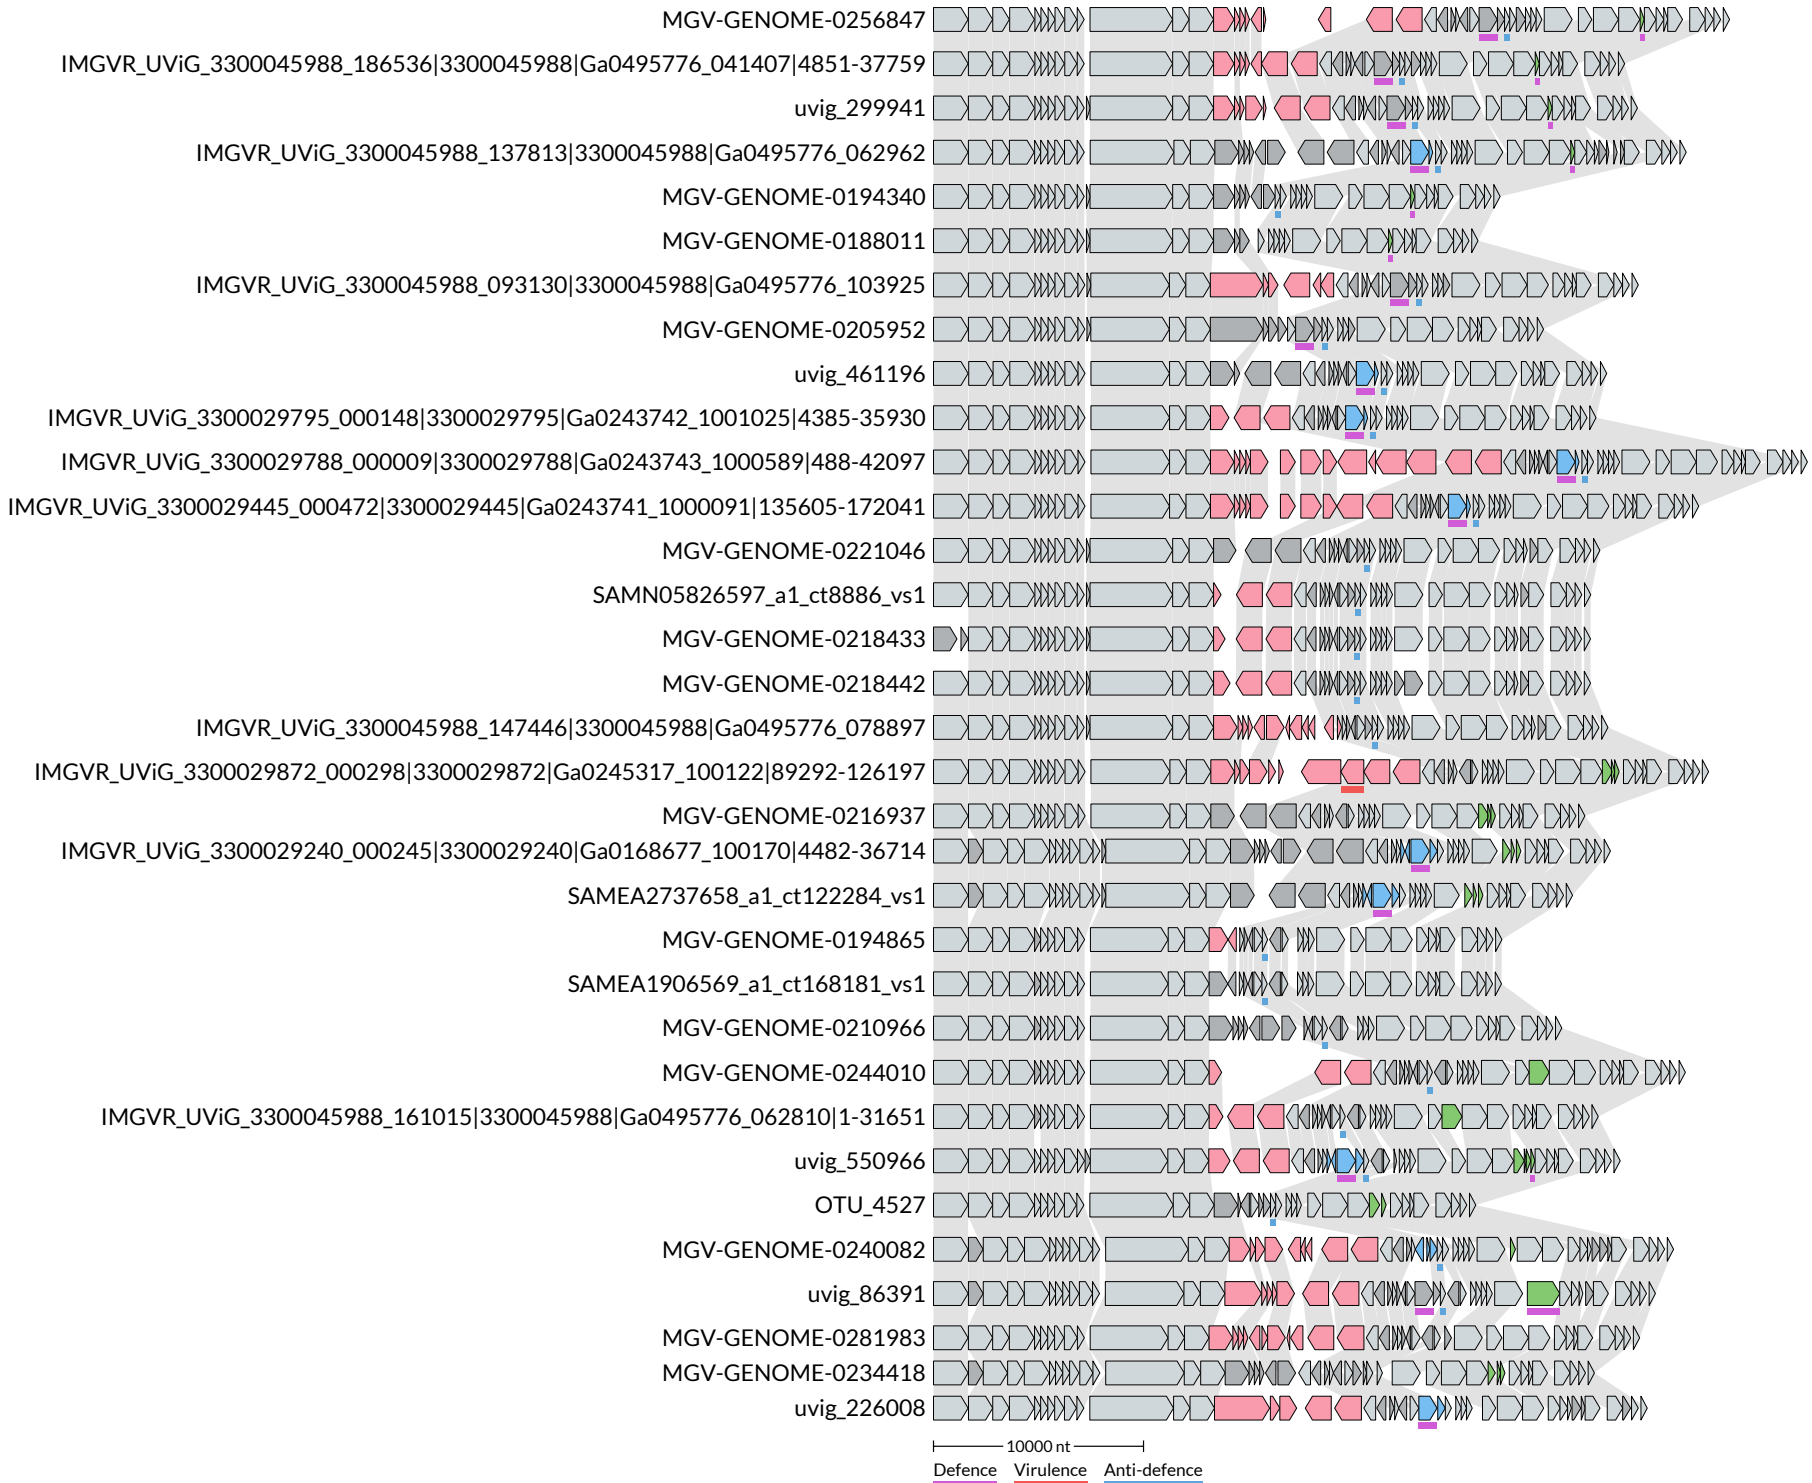 MGV-GENOME-0256847
IMGVR_UViG_3300045988_186536|3300045988|Ga0495776_041407|4851-37759
uvig_299941
IMGVR_UViG_3300045988_137813|3300045988|Ga0495776_062962
MGV-GENOME-0194340
MGV-GENOME-0188011
IMGVR_UViG_3300045988_093130|3300045988|Ga0495776_103925
MGV-GENOME-0205952
uvig_461196
IMGVR_UViG_3300029795_000148|3300029795|Ga0243742_1001025|4385-35930
IMGVR_UViG_3300029788_000009|3300029788|Ga0243743_1000589|488-42097
IMGVR_UViG_3300029445_000472|3300029445|Ga0243741_1000091|135605-172041
MGV-GENOME-0221046
SAMN05826597_a1_ct8886_vs1
MGV-GENOME-0218433
MGV-GENOME-0218442
IMGVR_UViG_3300045988_147446|3300045988|Ga0495776_078897
IMGVR_UViG_3300029872_000298|3300029872|Ga0245317_100122|89292-126197
MGV-GENOME-0216937
IMGVR_UViG_3300029240_000245|3300029240|Ga0168677_100170|4482-36714
SAMEA2737658_a1_ct122284_vs1
MGV-GENOME-0194865
SAMEA1906569_a1_ct168181_vs1
MGV-GENOME-0210966
MGV-GENOME-0244010
IMGVR_UViG_3300045988_161015|3300045988|Ga0495776_062810|1-31651
uvig_550966
OTU_4527
MGV-GENOME-0240082
uvig_86391
MGV-GENOME-0281983
MGV-GENOME-0234418
uvig_226008
10000 nt
Defence Virulence Anti-defence